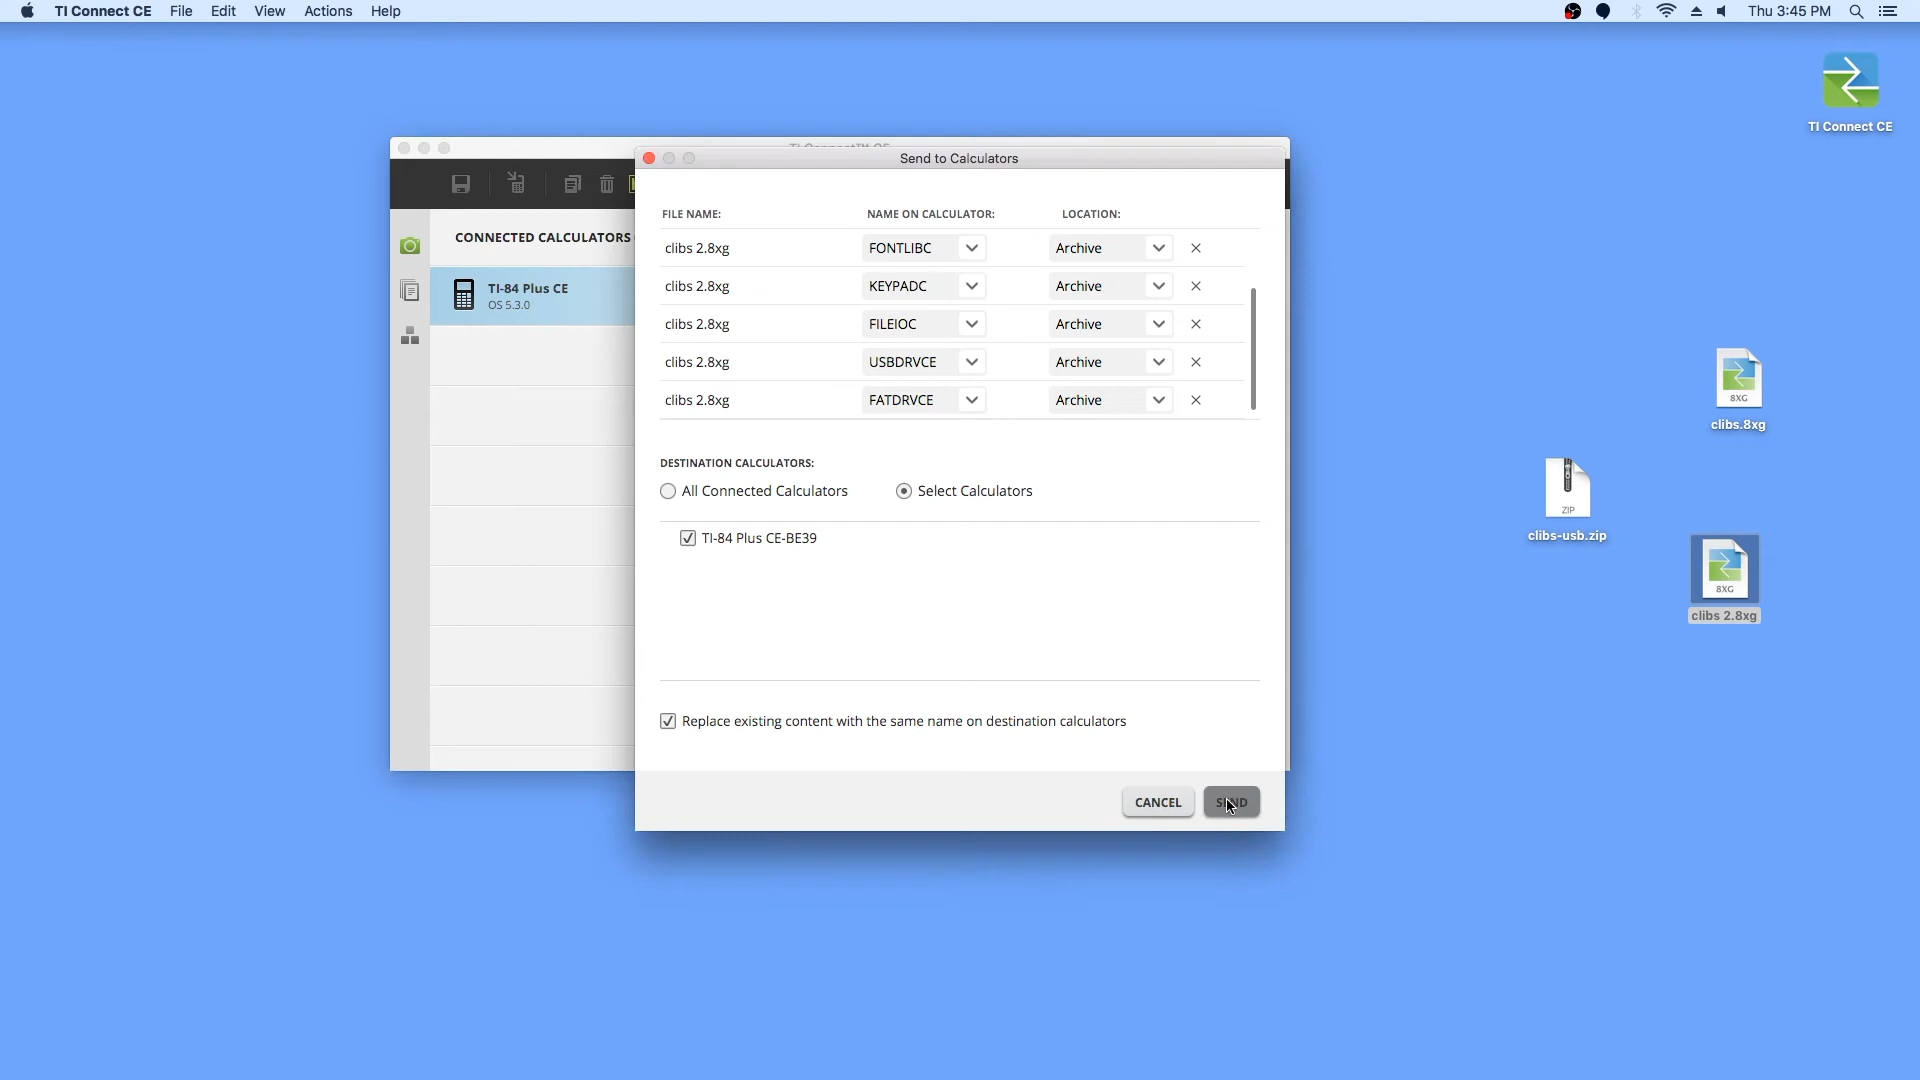 TI Connect CE File Edit View Actions Help Thu 3:45 PM
TI Connect CE
Send to Calculators
FILE NAME: NAME ON CALCULATOR: LOCATION:
CONNECTED CALCULATORS
clibs 2.8xg FONTLIBC Archive
TI-84 Plus CE
OS 5.3.0
clibs 2.8xg KEYPADC Archive
clibs 2.8xg FILEIOC Archive
clibs 2.8xg USBDRVCE Archive
clibs 2.8xg FATDRVCE Archive
8XG
clibs.8xg
DESTINATION CALCULATORS:
All Connected Calculators Select Calculators
ZIP
clibs-usb.zip
TI-84 Plus CE-BE39
8XG
clibs 2.8xg
Replace existing content with the same name on destination calculators
CANCEL SEND